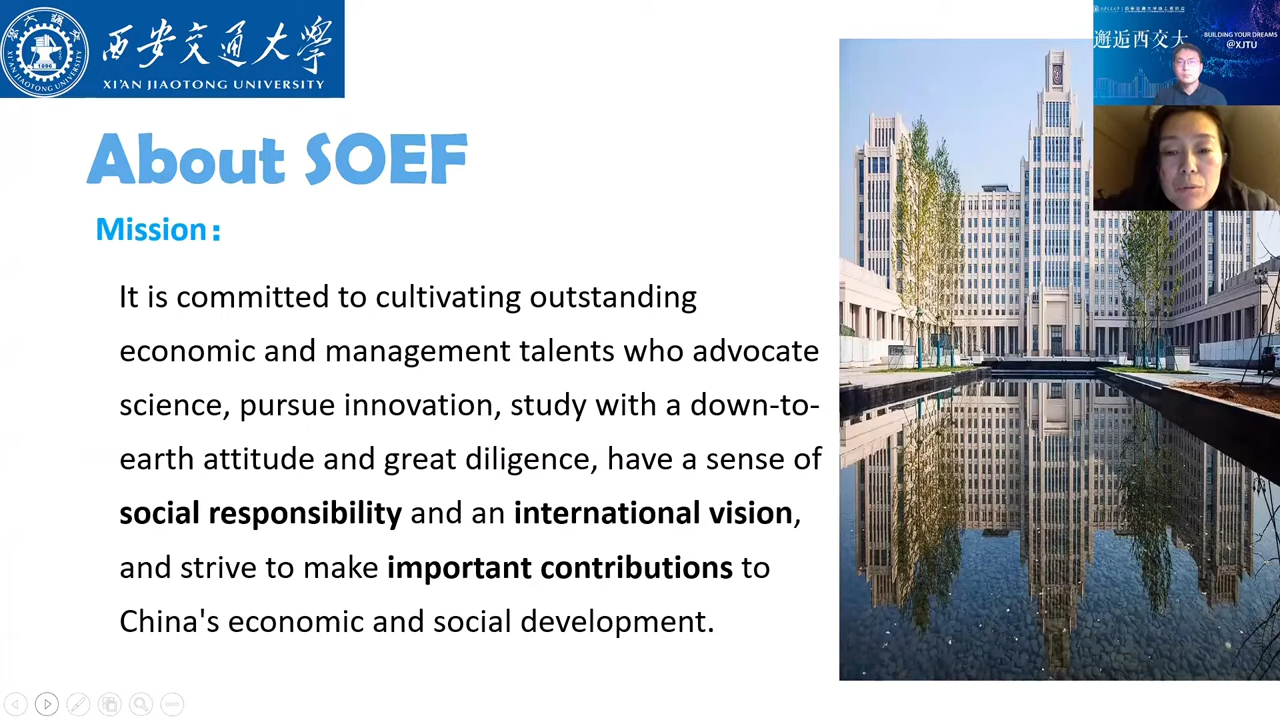 西安交通大學
XI'AN JIAOTONG UNIVERSITY
1896
About SOEF
Mission：
It is committed to cultivating outstanding
economic and management talents who advocate
science, pursue innovation, study with a down-to-
earth attitude and great diligence, have a sense of
social responsibility and an international vision,
and strive to make important contributions to
China's economic and social development.
邂逅西交大
BUILDING YOUR DREAMS
@XJTU